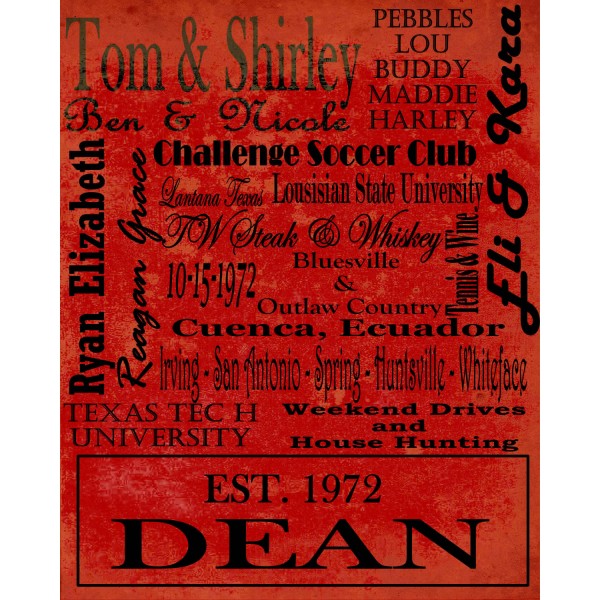 Tom & Shirley
PEBBLES
LOU
BUDDY
MADDIE
HARLEY
Eli & Kara
Ben & Nicole
Ryan Elizabeth
Reagan Grace
Challenge Soccer Club
Lantana Texas
Lousisian State University
TW Steak & Whiskey
Tennis & Wine.
10-15-1972
Bluesville
&
Outlaw Country
Cuenca, Ecuador
Irving - San Antonio - Spring - Huntsville - Whiteface
TEXAS TEC H
UNIVERSITY
Weekend Drives
and
House Hunting
EST. 1972
DEAN